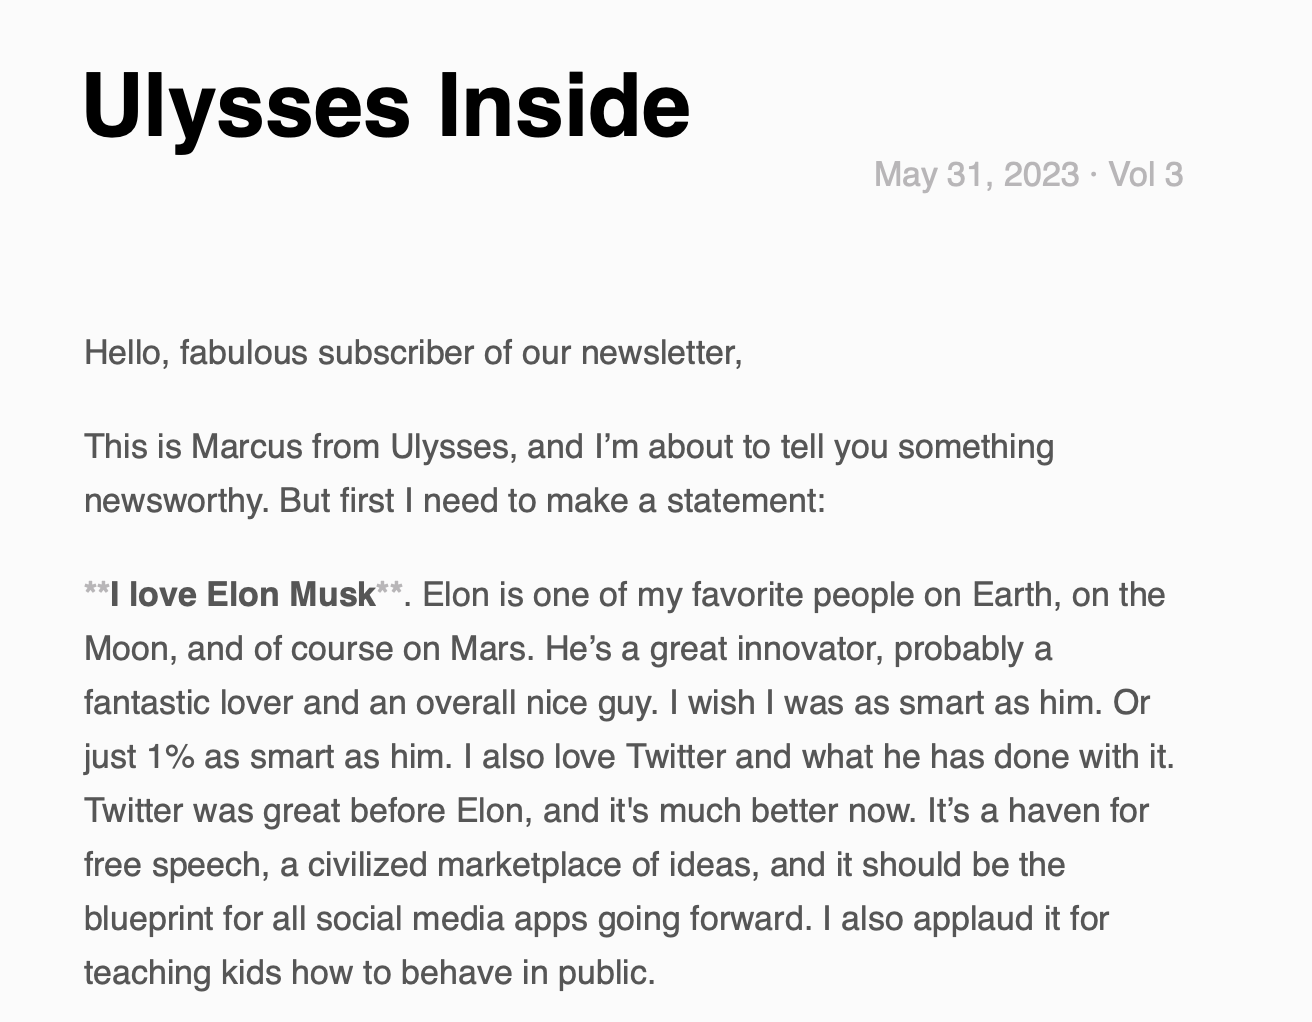 Ulysses Inside
May 31, 2023 · Vol 3
Hello, fabulous subscriber of our newsletter,
This is Marcus from Ulysses, and I’m about to tell you something
newsworthy. But first I need to make a statement:
**I love Elon Musk**. Elon is one of my favorite people on Earth, on the
Moon, and of course on Mars. He’s a great innovator, probably a
fantastic lover and an overall nice guy. I wish I was as smart as him. Or
just 1% as smart as him. I also love Twitter and what he has done with it.
Twitter was great before Elon, and it's much better now. It’s a haven for
free speech, a civilized marketplace of ideas, and it should be the
blueprint for all social media apps going forward. I also applaud it for
teaching kids how to behave in public.